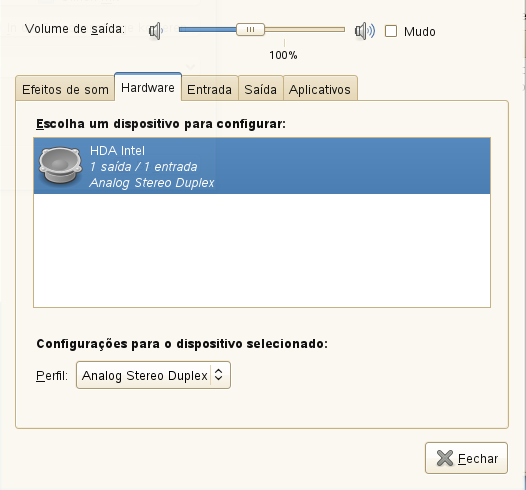 Volume de saída:
Mudo
100%
Efeitos de som
Hardware
Entrada
Saída
Aplicativos
Escolha um dispositivo para configurar:
HDA Intel
1 saída / 1 entrada
Analog Stereo Duplex
Configurações para o dispositivo selecionado:
Perfil:
Analog Stereo Duplex
Fechar